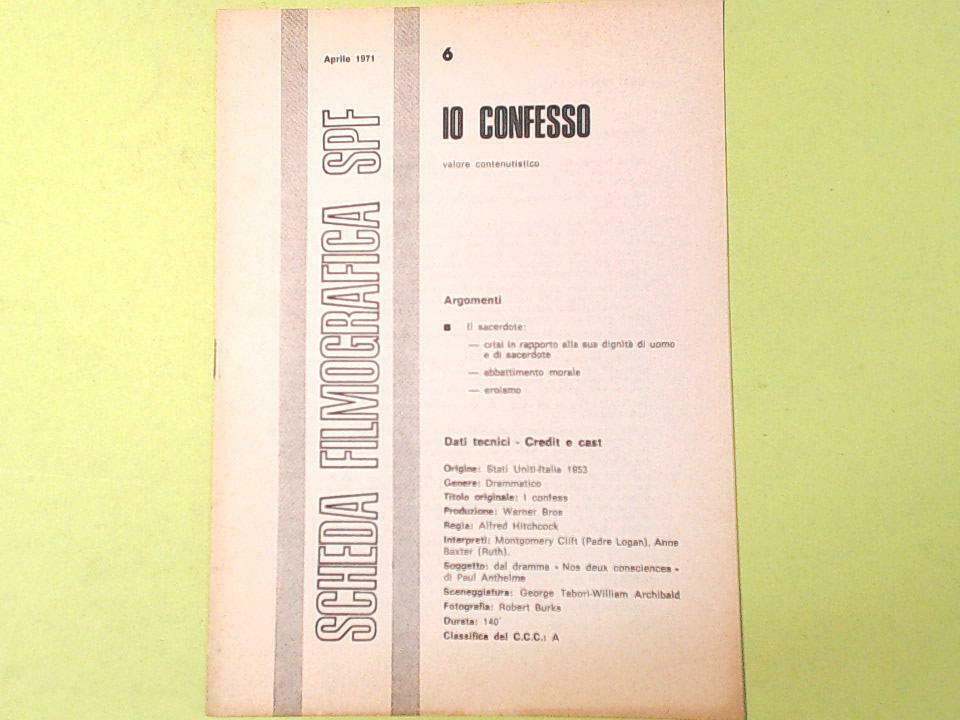 Aprile 1971
SCHEDA FILMOGRAFICA SPF
6
IO CONFESSO
valore contenutistico
Argomenti
■ Il sacerdote:
— crisi in rapporto alla sua dignità di uomo
e di sacerdote
— abbattimento morale
— eroismo
Dati tecnici - Credit e cast
Origine: Stati Uniti-Italia 1953
Genere: Drammatico
Titolo originale: I confess
Produzione: Warner Bros
Regia: Alfred Hitchcock
Interpreti: Montgomery Clift (Padre Logan), Anne
Baxter (Ruth).
Soggetto: dal dramma « Nos deux consciences »
di Paul Anthelme
Sceneggiatura: George Tabori-William Archibald
Fotografia: Robert Burks
Durata: 140'
Classifica del C.C.C.: A